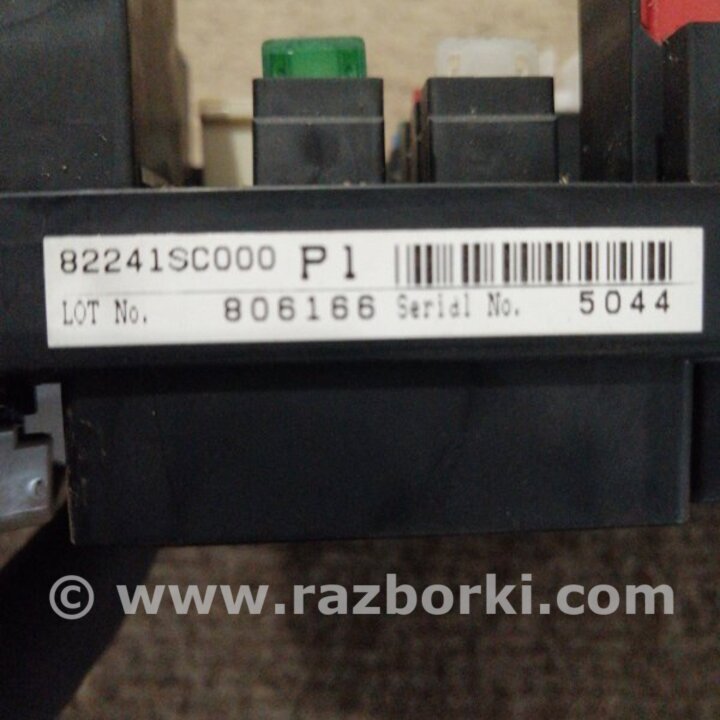 82241SC000 P1
LOT No. 806166 Serial No. 5044
© www.razborki.com